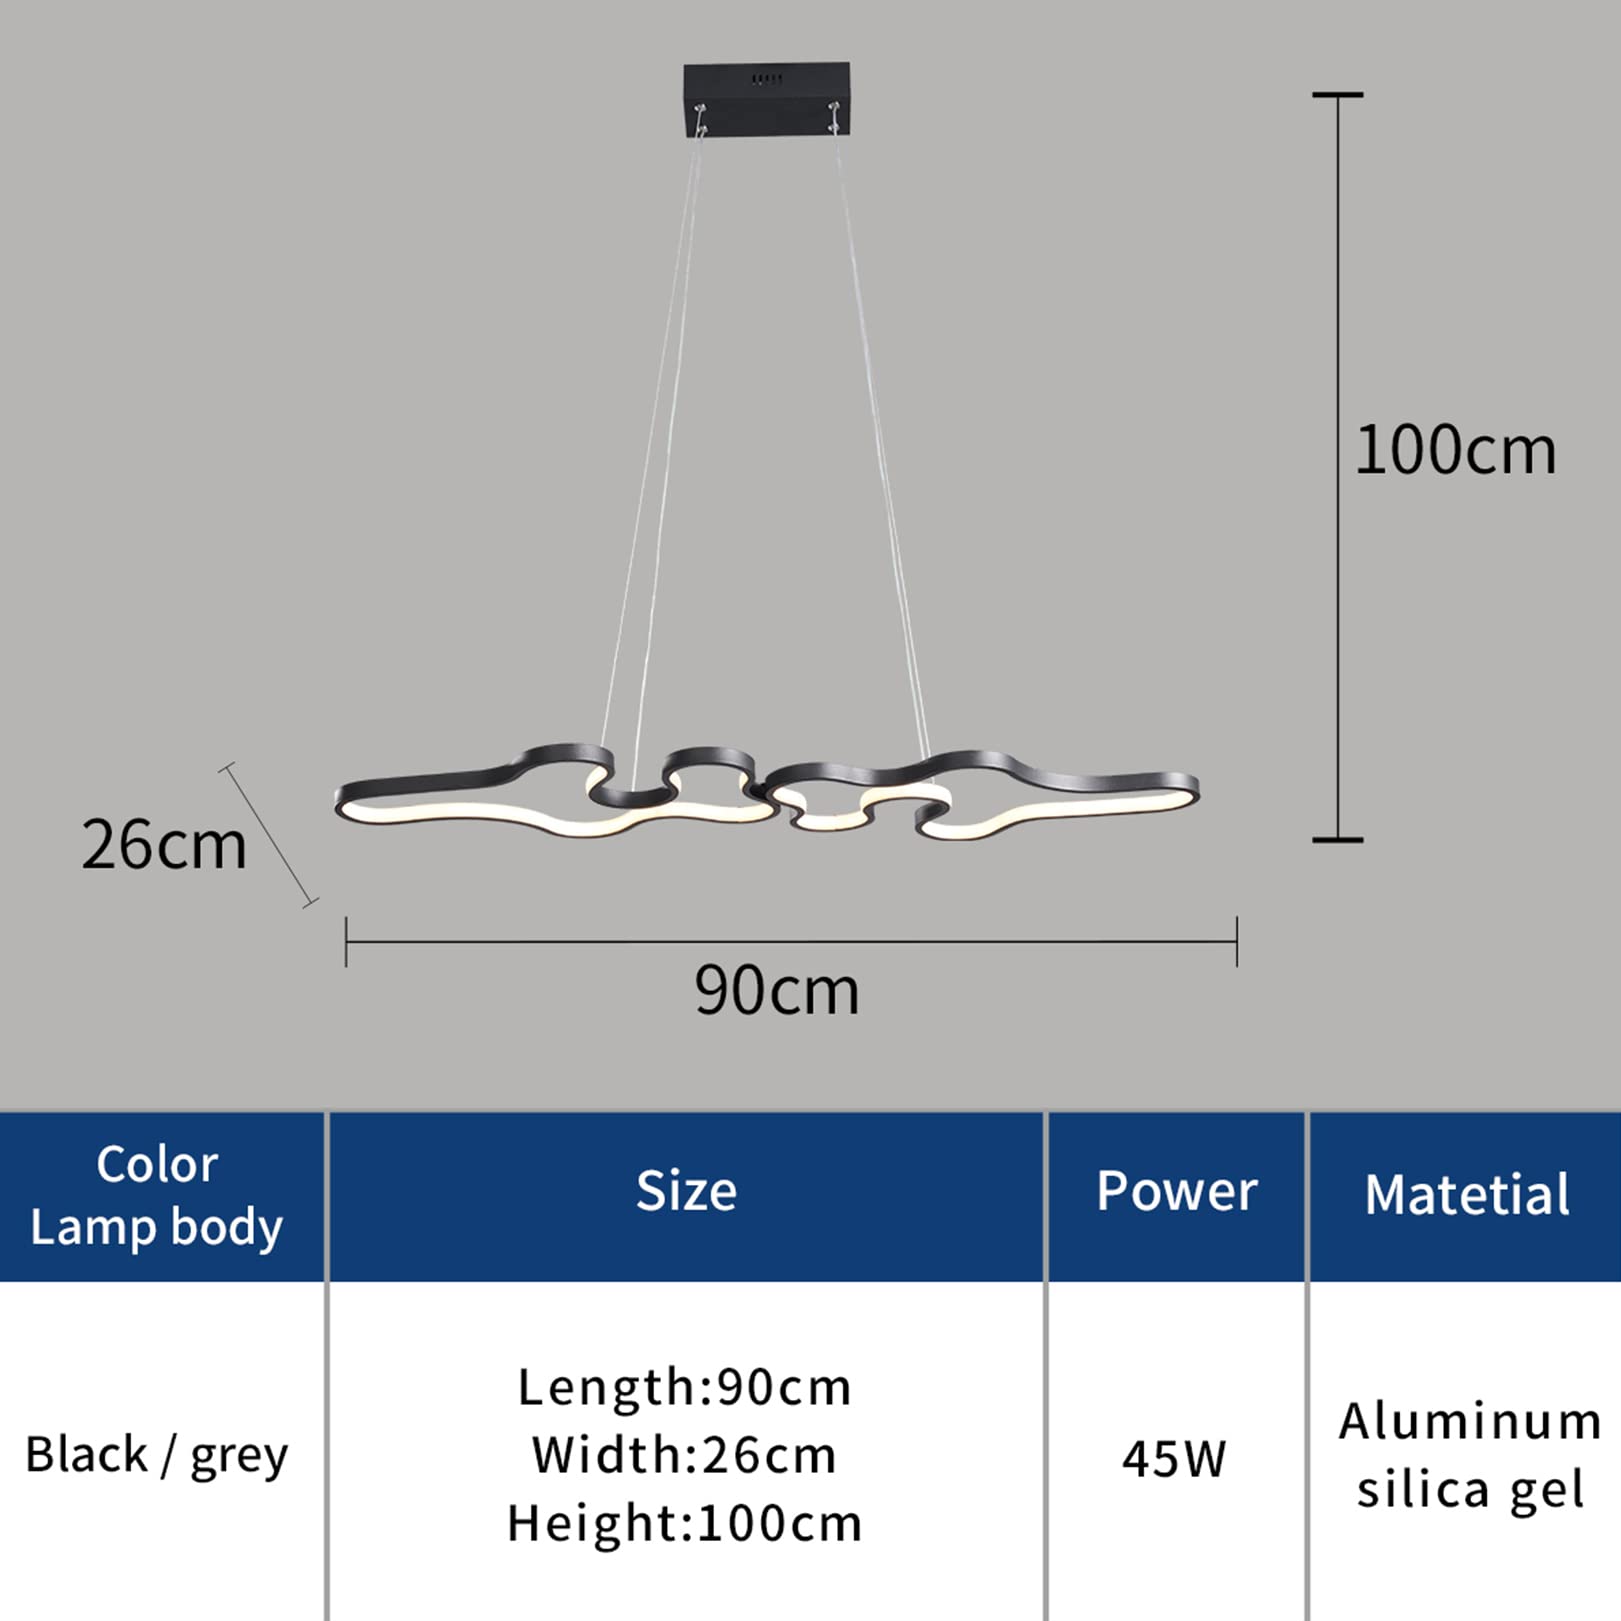 100cm
26cm
90cm
Color
Lamp body
Size
Power
Matetial
Black / grey
Length:90cm
Width:26cm
Height:100cm
45W
Aluminum
silica gel